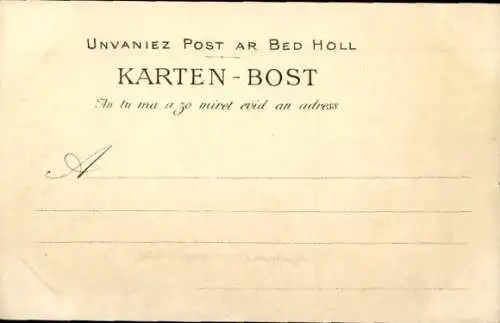 UNVANIEZ POST AR BED HOLL
KARTEN-BOST
An tu ma a zo miret evid an adress
A